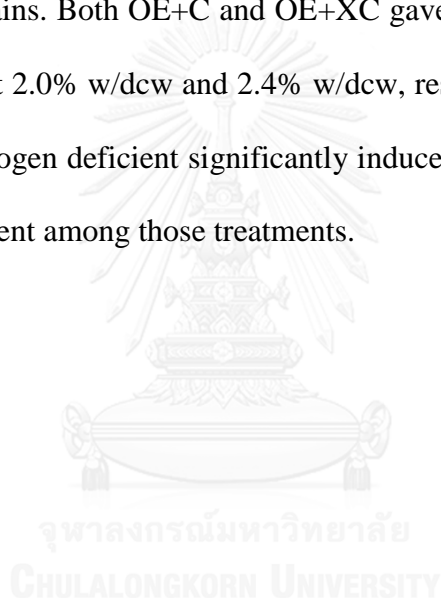 ains. Both OE+C and OE+XC gave
t 2.0% w/dcw and 2.4% w/dcw, res
ogen deficient significantly induce
ent among those treatments.
จุฬาลงกรณ์มหาวิทยาลัย
CHULALONGKORN UNIVERSITY